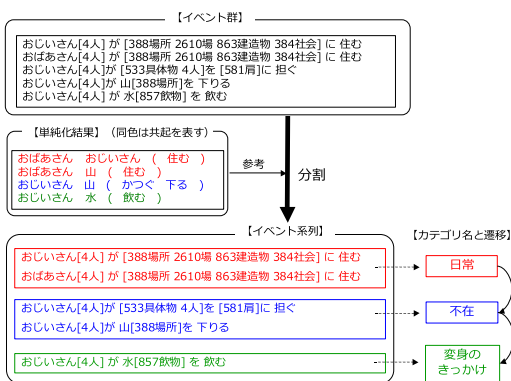 【イベント群】
おじいさん[4人] が [388場所 2610場 863建造物 384社会] に 住む
おばあさん[4人] が [388場所 2610場 863建造物 384社会] に 住む
おじいさん[4人]が [533具体物 4人]を [581肩]に 担ぐ
おじいさん[4人]が 山に 下りる
おじいさん[4人] が 水[857飲物] を 飲む
【単純化結果】（同色は共起を表す）
おばあさん おじいさん （ 住む ）
おばあさん 山 （ 住む ）
おじいさん 山 （ かつぐ 下る ）
おじいさん 水 （ 飲む ）
参考
分割
【イベント系列】
【カテゴリ名と遷移】
おじいさん[4人] が [388場所 2610場 863建造物 384社会] に 住む
おばあさん[4人] が [388場所 2610場 863建造物 384社会] に 住む
日常
おじいさん[4人]が [533具体物 4人]を [581肩]に 担ぐ
おじいさん[4人]が 山[388場所]を 下りる
不在
おじいさん[4人] が 水[857飲物] を 飲む
変身の
きっかけ